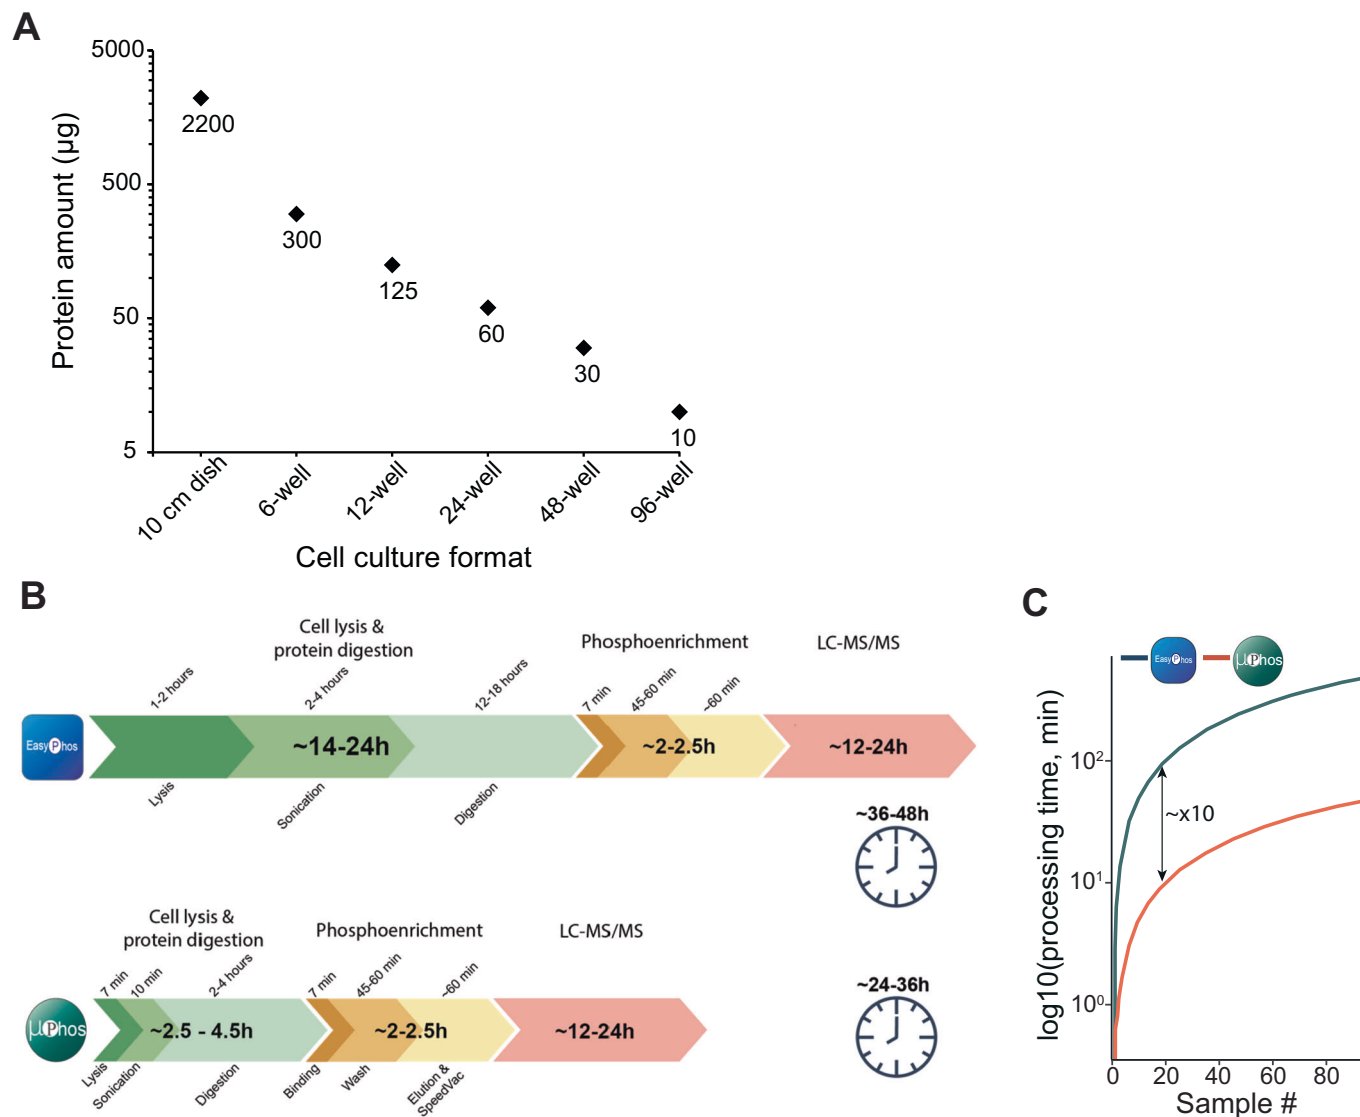 A
5000
500
50
5
Protein amount (µg)
2200
300
125
60
30
10
10 cm dish
6-well
12-well
24-well
48-well
96-well
Cell culture format
B
Cell lysis &
protein digestion
Phosphoenrichment
LC-MS/MS
1-2 hours
2-4 hours
12-18 hours
7 min
45-60 min
~60 min
EasyPhos
~14-24h
~2-2.5h
~12-24h
Lysis
Sonication
Digestion
~36-48h
Cell lysis &
protein digestion
Phosphoenrichment
LC-MS/MS
7 min
10 min
2-4 hours
7 min
45-60 min
~60 min
~24-36h
µPhos
~2.5 - 4.5h
~2-2.5h
~12-24h
Lysis
Sonication
Digestion
Binding
Wash
Elution &
SpeedVac
C
EasyPhos
µPhos
log10(processing time, min)
10²
10¹
10⁰
~x10
0
20
40
60
80
Sample #